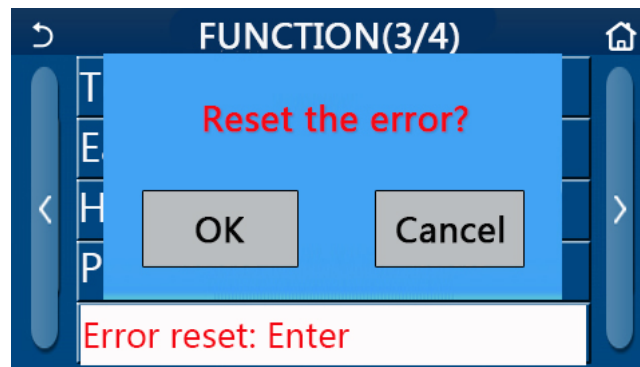 FUNCTION(3/4)
T
Reset the error?
E
H
OK
Cancel
P
Error reset: Enter